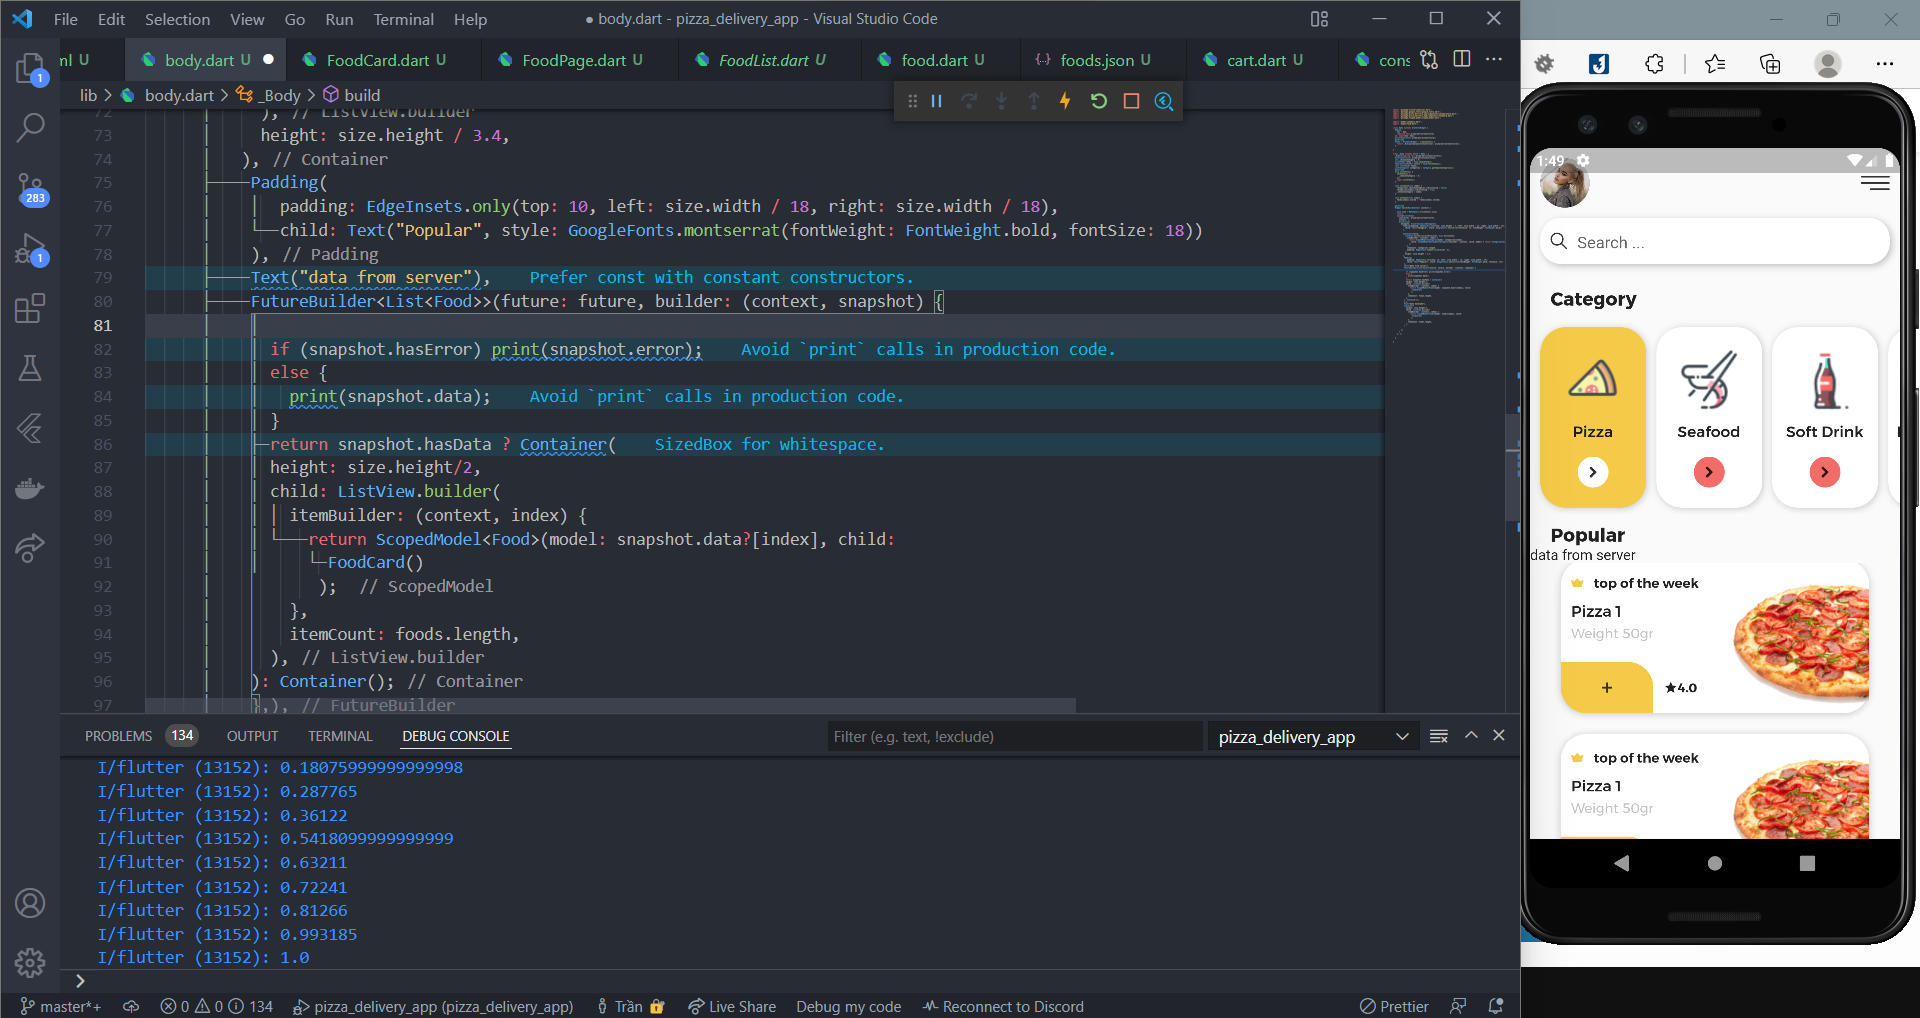 File Edit Selection View Go Run Terminal Help
● body.dart - pizza_delivery_app - Visual Studio Code
ml U
body.dart U
FoodCard.dart U
FoodPage.dart U
FoodList.dart U
food.dart U
foods.json U
cart.dart U
cons
lib > body.dart > _Body > build
72 ), // ListView.builder
73 height: size.height / 3.4,
74 ), // Container
75 Padding(
76 padding: EdgeInsets.only(top: 10, left: size.width / 18, right: size.width / 18),
77 child: Text("Popular", style: GoogleFonts.montserrat(fontWeight: FontWeight.bold, fontSize: 18))
78 ), // Padding
79 Text("data from server"), Prefer const with constant constructors.
80 FutureBuilder<List<Food>>(future: future, builder: (context, snapshot) {
81
82 if (snapshot.hasError) print(snapshot.error); Avoid `print` calls in production code.
83 else {
84 print(snapshot.data); Avoid `print` calls in production code.
85 }
86 return snapshot.hasData ? Container( SizedBox for whitespace.
87 height: size.height/2,
88 child: ListView.builder(
89 itemBuilder: (context, index) {
90 return ScopedModel<Food>(model: snapshot.data?[index], child:
91 FoodCard()
92 ); // ScopedModel
93 },
94 itemCount: foods.length,
95 ), // ListView.builder
96 ): Container(); // Container
97 },), // FutureBuilder
1
283
1
PROBLEMS 134 OUTPUT TERMINAL DEBUG CONSOLE
Filter (e.g. text, !exclude)
pizza_delivery_app
I/flutter (13152): 0.18075999999999998
I/flutter (13152): 0.287765
I/flutter (13152): 0.36122
I/flutter (13152): 0.5418099999999999
I/flutter (13152): 0.63211
I/flutter (13152): 0.72241
I/flutter (13152): 0.81266
I/flutter (13152): 0.993185
I/flutter (13152): 1.0
>
master*+ 0 0 134 pizza_delivery_app (pizza_delivery_app) Trân Live Share Debug my code Reconnect to Discord Prettier
1:49
Search ...
Category
Pizza
Seafood
Soft Drink
Popular
data from server
top of the week
Pizza 1
Weight 50gr
+
★4.0
top of the week
Pizza 1
Weight 50gr